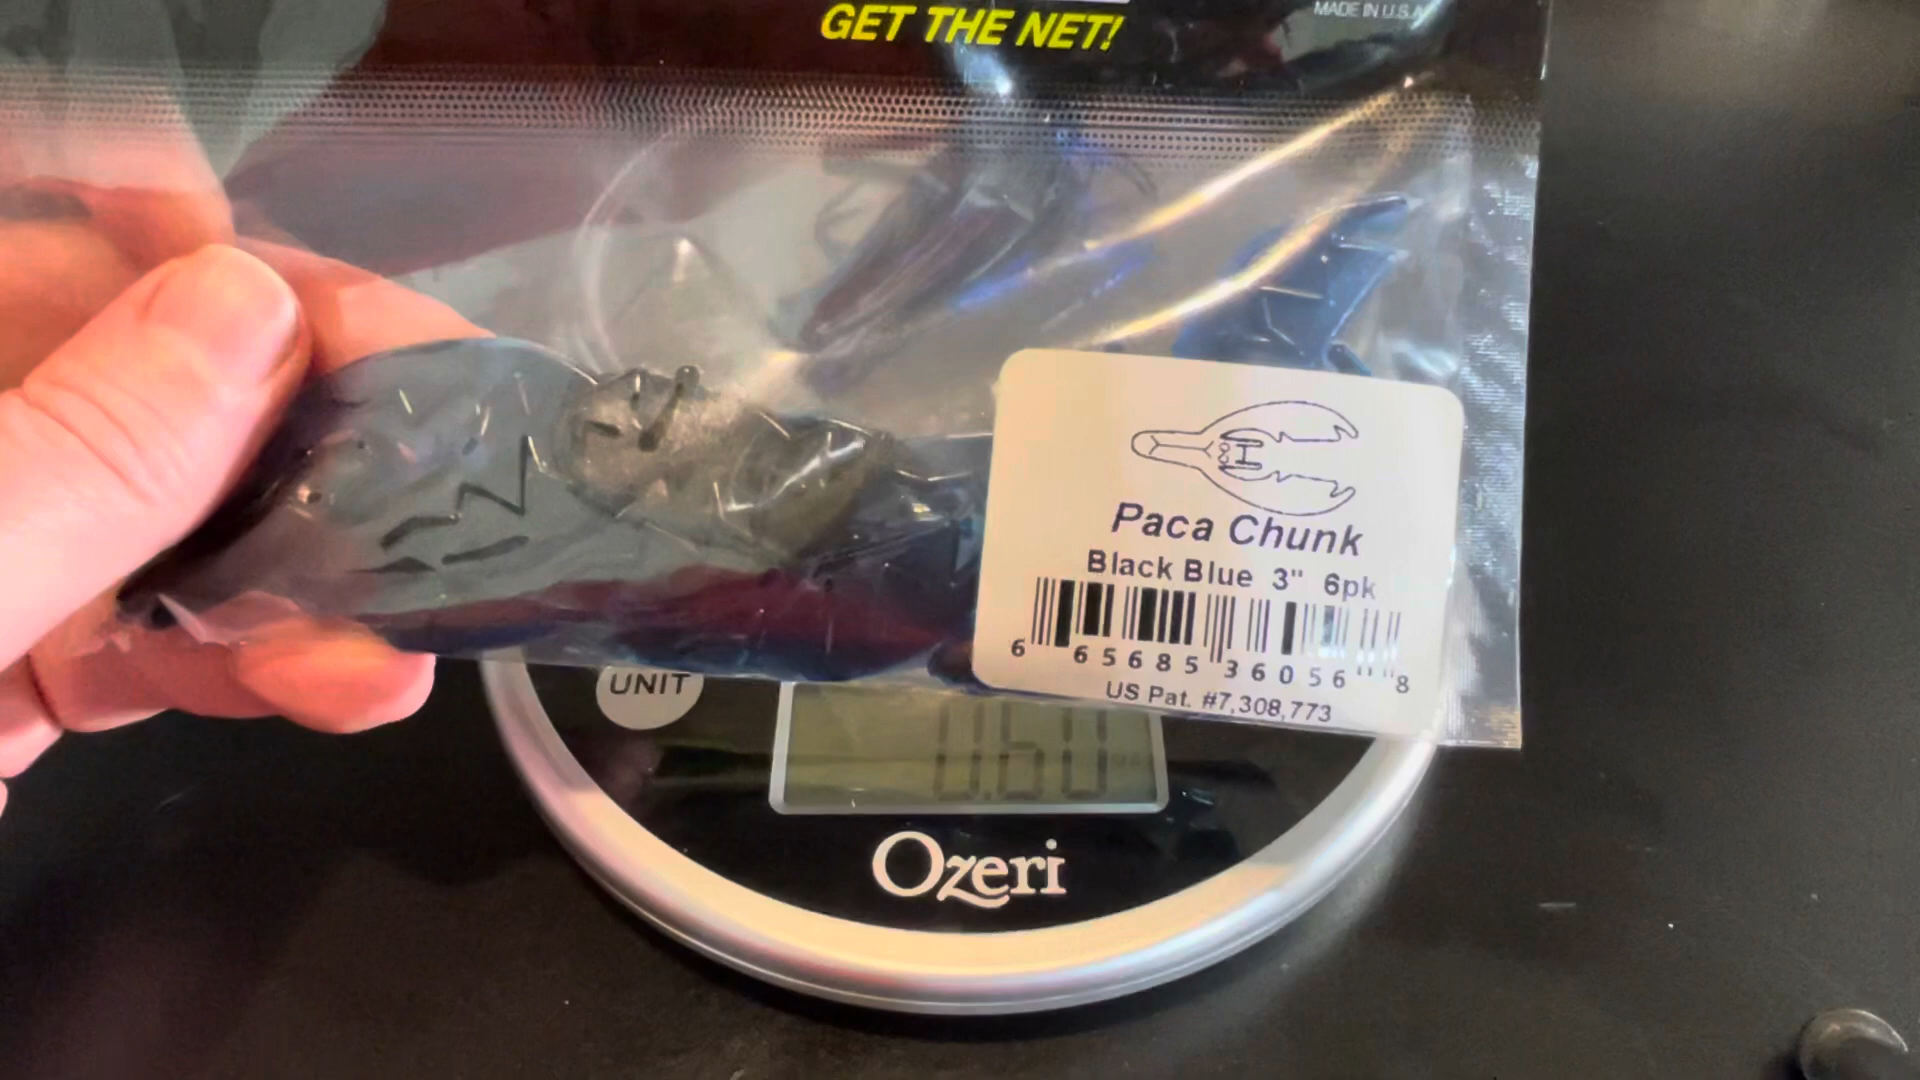 GET THE NET!
MADE IN U.S.A
Paca Chunk
Black Blue 3" 6pk
6 65685 36056 8
US Pat. #7,308,773
UNIT
0.60
Ozeri